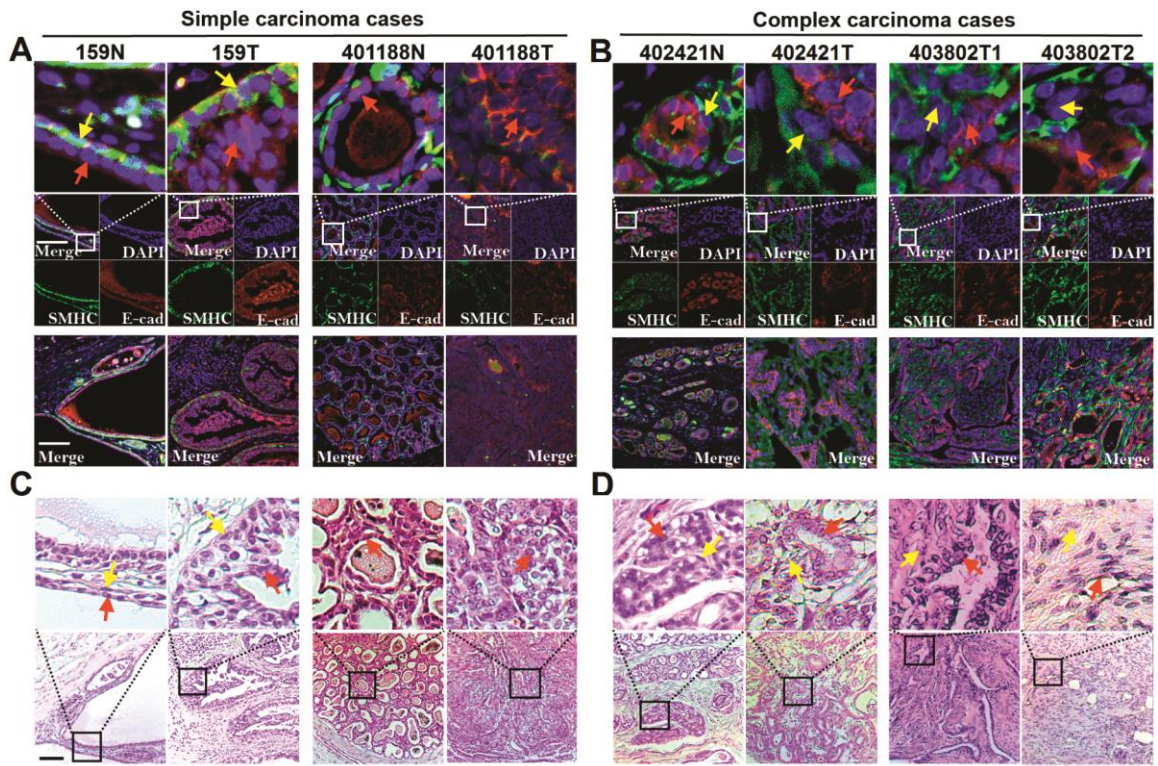 Simple carcinoma cases
Complex carcinoma cases
A
159N 159T 401188N 401188T
B
402421N 402421T 403802T1 403802T2
Merge DAPI Merge DAPI Merge DAPI Merge DAPI
SMHC E-cad SMHC E-cad SMHC E-cad SMHC E-cad
Merge DAPI Merge DAPI Merge DAPI Merge DAPI
SMHC E-cad SMHC E-cad SMHC E-cad SMHC E-cad
Merge Merge Merge Merge
Merge Merge Merge Merge
C
D